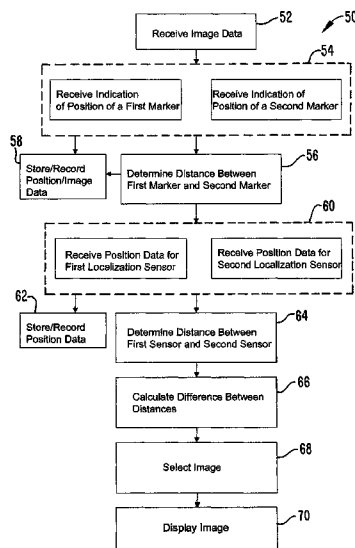 50
52
Receive Image Data
54
Receive Indication
of Position of a First Marker
Receive Indication of
Position of a Second Marker
58
Store/Record
Position/Image
Data
56
Determine Distance Between
First Marker and Second Marker
60
Receive Position Data for
First Localization Sensor
Receive Position Data for
Second Localization Sensor
62
Store/Record
Position Data
64
Determine Distance Between
First Sensor and Second Sensor
66
Calculate Difference Between
Distances
68
Select Image
70
Display Image